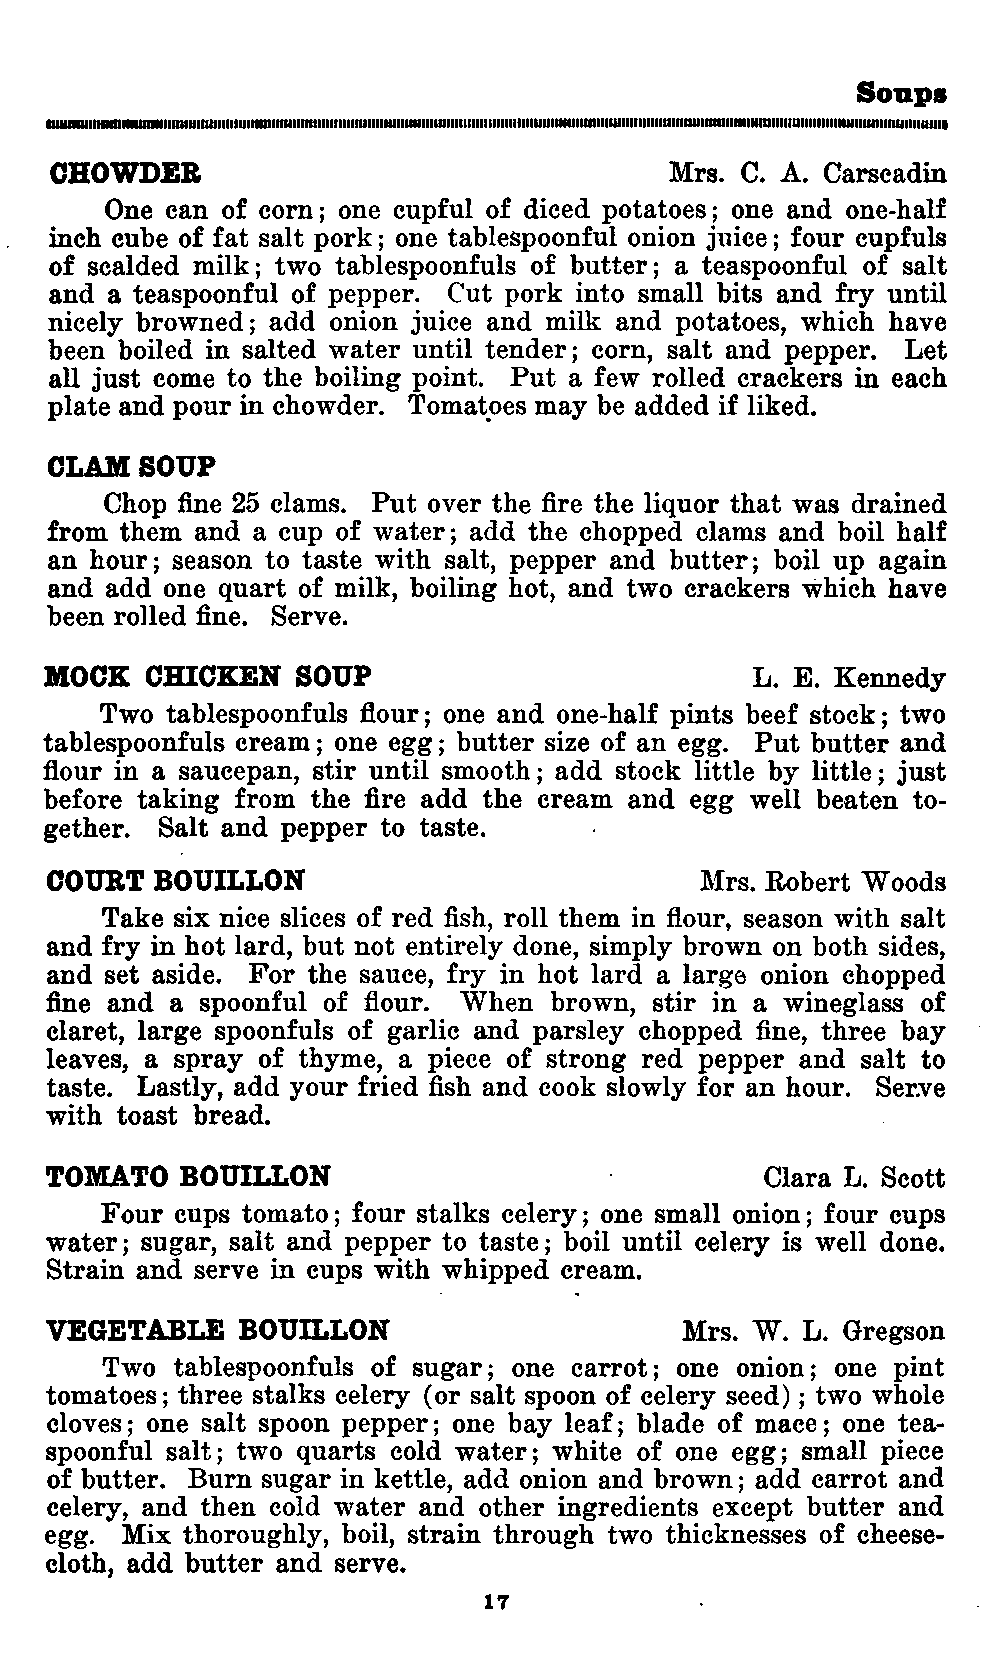 Soups
CHOWDER Mrs. C. A. Carscadin
One can of corn; one cupful of diced potatoes; one and one-half
inch cube of fat salt pork; one tablespoonful onion juice; four cupfuls
of scalded milk; two tablespoonfuls of butter; a teaspoonful of salt
and a teaspoonful of pepper. Cut pork into small bits and fry until
nicely browned; add onion juice and milk and potatoes, which have
been boiled in salted water until tender; corn, salt and pepper. Let
all just come to the boiling point. Put a few rolled crackers in each
plate and pour in chowder. Tomatoes may be added if liked.
CLAM SOUP
Chop fine 25 clams. Put over the fire the liquor that was drained
from them and a cup of water; add the chopped clams and boil half
an hour; season to taste with salt, pepper and butter; boil up again
and add one quart of milk, boiling hot, and two crackers which have
been rolled fine. Serve.
MOCK CHICKEN SOUP L. E. Kennedy
Two tablespoonfuls flour; one and one-half pints beef stock; two
tablespoonfuls cream; one egg; butter size of an egg. Put butter and
flour in a saucepan, stir until smooth; add stock little by little; just
before taking from the fire add the cream and egg well beaten to-
gether. Salt and pepper to taste.
COURT BOUILLON Mrs. Robert Woods
Take six nice slices of red fish, roll them in flour, season with salt
and fry in hot lard, but not entirely done, simply brown on both sides,
and set aside. For the sauce, fry in hot lard a large onion chopped
fine and a spoonful of flour. When brown, stir in a wineglass of
claret, large spoonfuls of garlic and parsley chopped fine, three bay
leaves, a spray of thyme, a piece of strong red pepper and salt to
taste. Lastly, add your fried fish and cook slowly for an hour. Serve
with toast bread.
TOMATO BOUILLON Clara L. Scott
Four cups tomato; four stalks celery; one small onion; four cups
water; sugar, salt and pepper to taste; boil until celery is well done.
Strain and serve in cups with whipped cream.
VEGETABLE BOUILLON Mrs. W. L. Gregson
Two tablespoonfuls of sugar; one carrot; one onion; one pint
tomatoes; three stalks celery (or salt spoon of celery seed); two whole
cloves; one salt spoon pepper; one bay leaf; blade of mace; one tea-
spoonful salt; two quarts cold water; white of one egg; small piece
of butter. Burn sugar in kettle, add onion and brown; add carrot and
celery, and then cold water and other ingredients except butter and
egg. Mix thoroughly, boil, strain through two thicknesses of cheese-
cloth, add butter and serve.
17